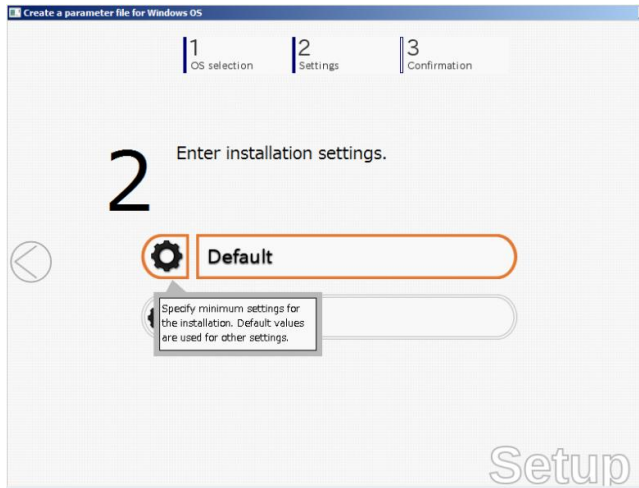 Create a parameter file for Windows OS
1
OS selection
2
Settings
3
Confirmation
2
Enter installation settings.
Default
Specify minimum settings for
the installation. Default values
are used for other settings.
Setup